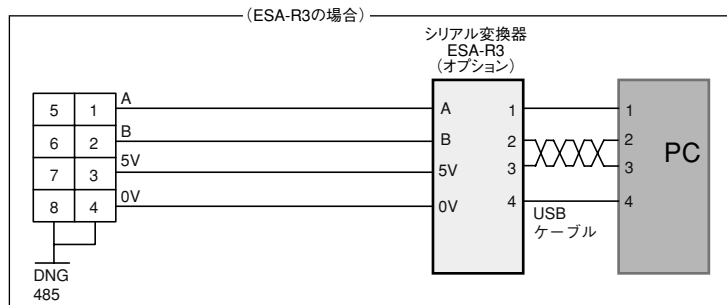 (ESA-R3の場合)
シリアル変換器
ESA-R3
(オプション)
5 1 A
6 2 B
7 3 5V
8 4 0V
DNG
485
A 1
B 2
5V 3
0V 4
USB
ケーブル
1
2
3
4
PC